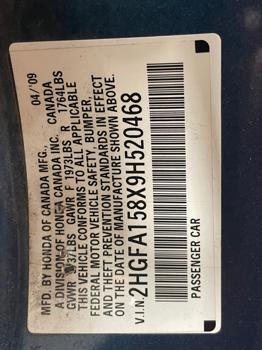 MFD. BY HONDA OF CANADA MFG., 04/'09
A DIVISION OF HONDA CANADA INC. CANADA
GVWR 3737LBS GAWR F 1973LBS R 1764LBS
THIS VEHICLE CONFORMS TO ALL APPLICABLE
FEDERAL MOTOR VEHICLE SAFETY, BUMPER,
AND THEFT PREVENTION STANDARDS IN EFFECT
ON THE DATE OF MANUFACTURE SHOWN ABOVE.
V.I.N. 2HGFA158X9H520468
PASSENGER CAR